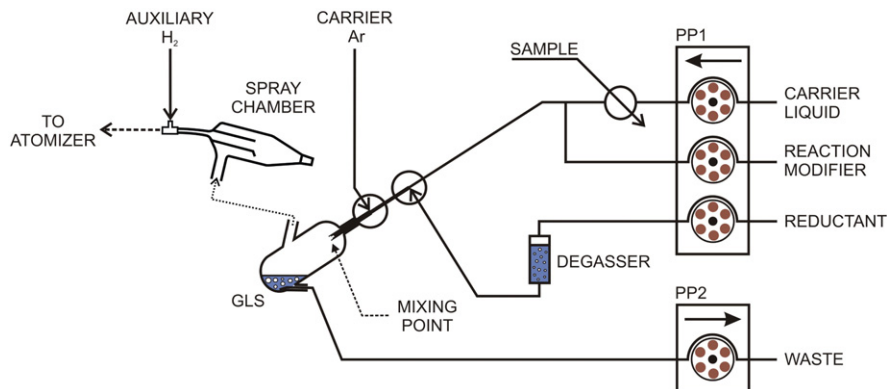 AUXILIARY
H2
CARRIER
Ar
SPRAY
CHAMBER
TO
ATOMIZER
SAMPLE
PP1
CARRIER
LIQUID
REACTION
MODIFIER
REDUCTANT
DEGASSER
GLS
MIXING
POINT
PP2
WASTE